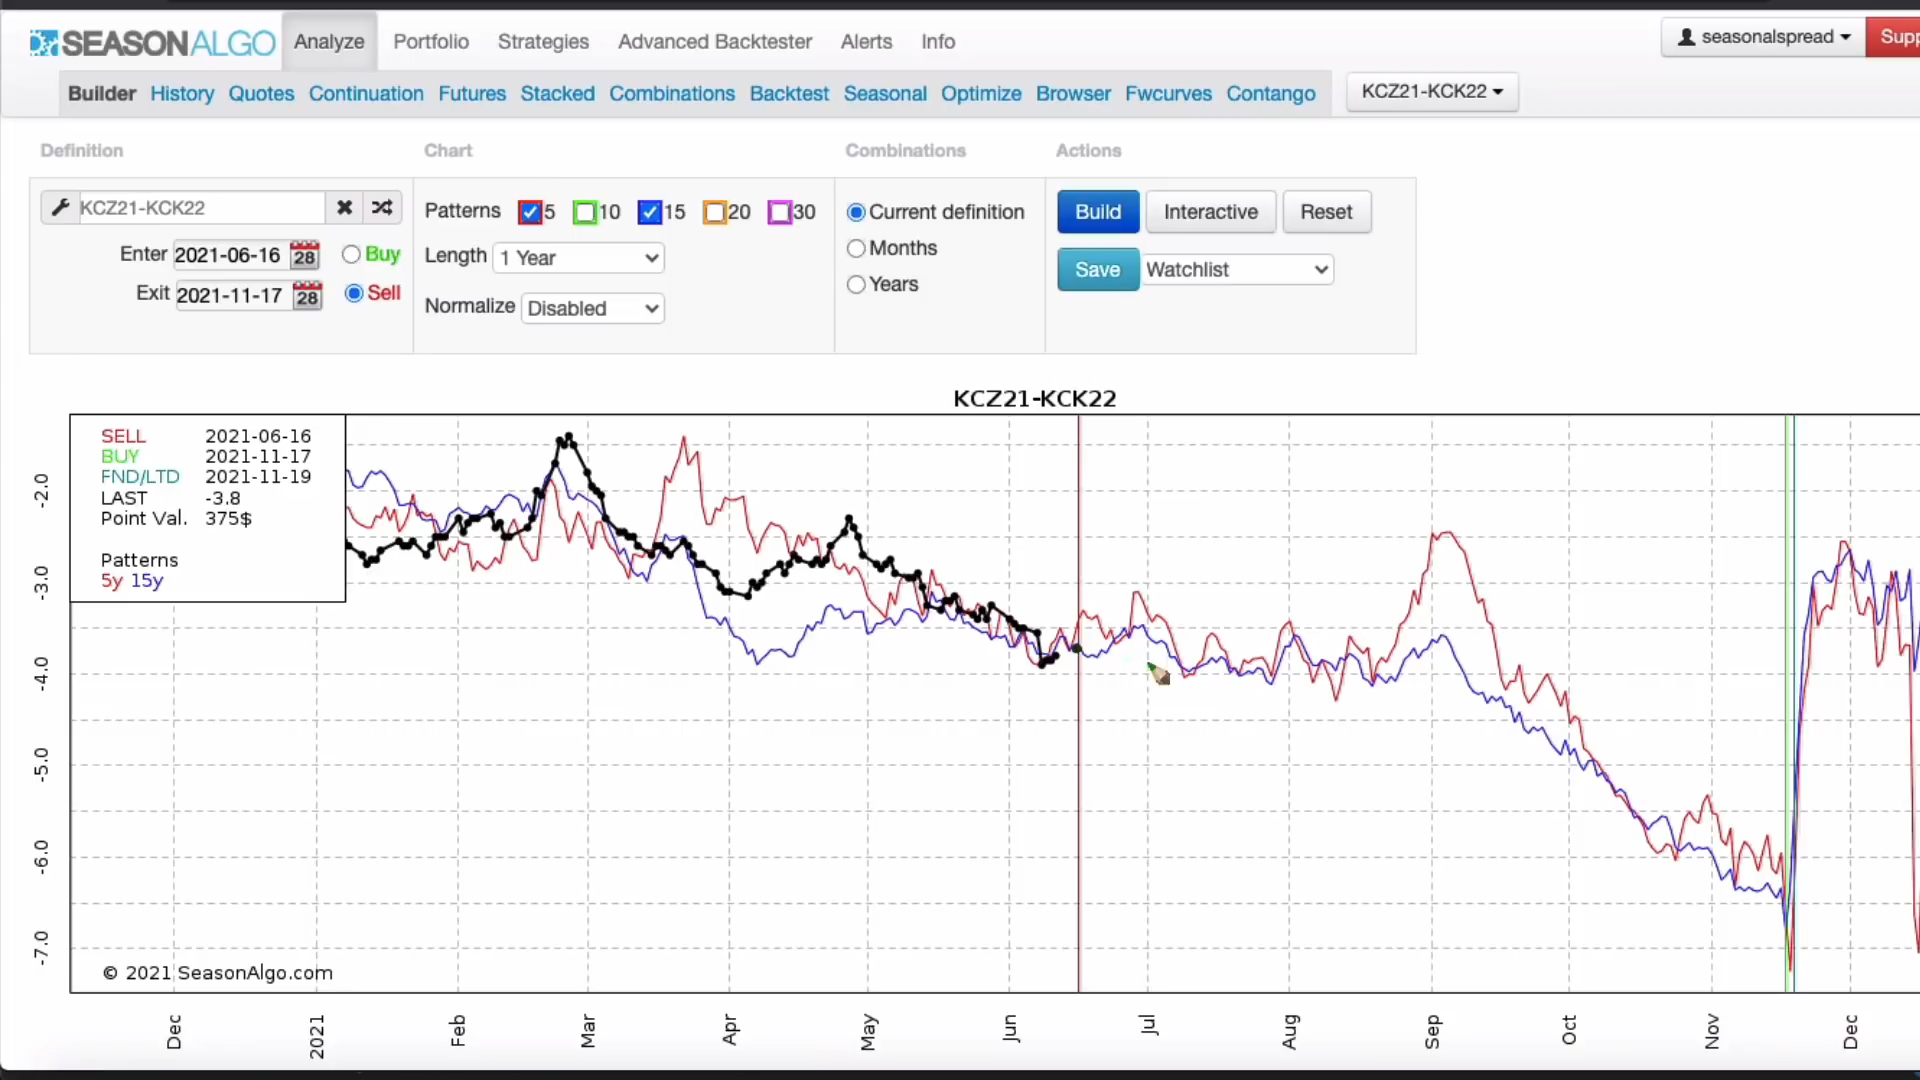 SEASONALGO Analyze Portfolio Strategies Advanced Backtester Alerts Info seasonalspread Supp
Builder History Quotes Continuation Futures Stacked Combinations Backtest Seasonal Optimize Browser Fwcurves Contango KCZ21-KCK22
Definition Chart Combinations Actions
KCZ21-KCK22 Patterns 5 10 15 20 30 Current definition Build Interactive Reset
Enter 2021-06-16 28 Buy Length 1 Year Months
Exit 2021-11-17 28 Sell Normalize Disabled Years Save Watchlist
KCZ21-KCK22
SELL 2021-06-16
BUY 2021-11-17
FND/LTD 2021-11-19
LAST -3.8
Point Val. 375$
Patterns
5y 15y
-2.0
-3.0
-4.0
-5.0
-6.0
-7.0
© 2021 SeasonAlgo.com
Dec 2021 Feb Mar Apr May Jun Jul Aug Sep Oct Nov Dec